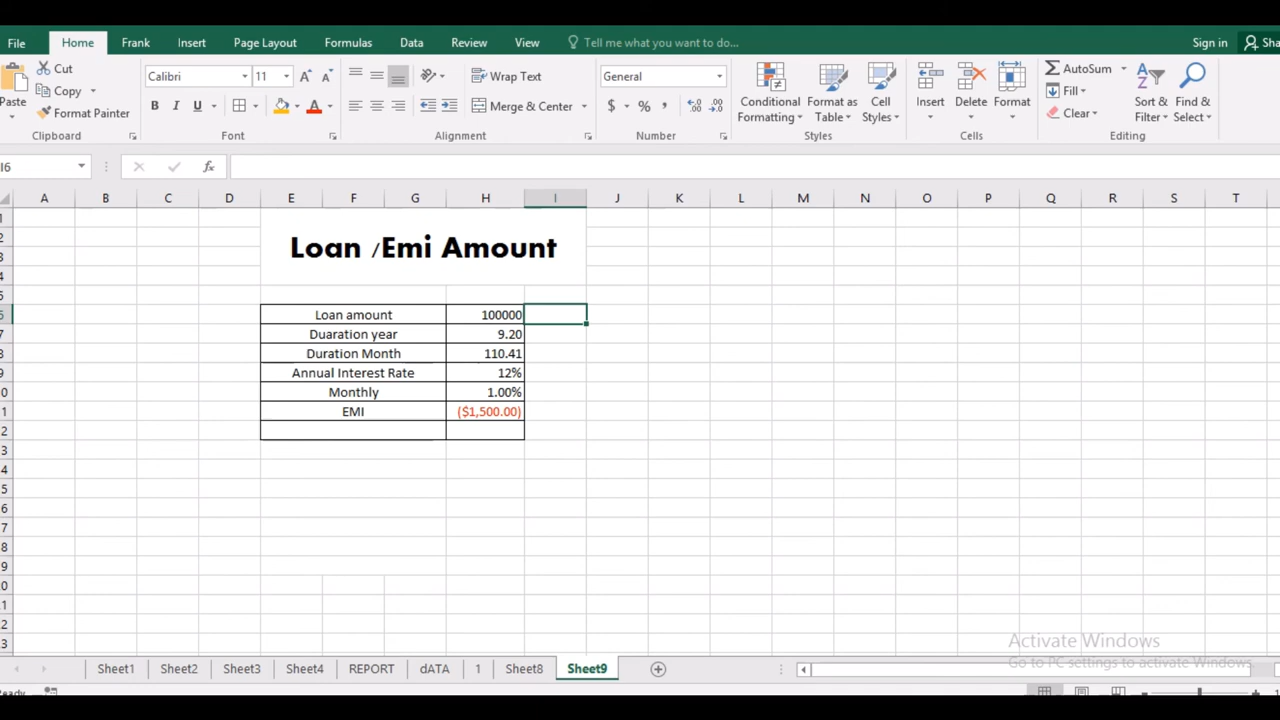 File Home Frank Insert Page Layout Formulas Data Review View Tell me what you want to do... Sign in
Cut Calibri 11 Wrap Text General AutoSum
Paste Copy Fill
Format Painter Merge & Center Conditional Formatting Format as Table Cell Styles Insert Delete Format Clear Sort & Filter Find & Select
Clipboard Font Alignment Number Styles Cells Editing
I6 fx
A B C D E F G H I J K L M N O P Q R S T
Loan /Emi Amount
Loan amount 100000
Duaration year 9.20
Duration Month 110.41
Annual Interest Rate 12%
Monthly 1.00%
EMI ($1,500.00)
Activate Windows
Go to PC settings to activate Windows.
Sheet1 Sheet2 Sheet3 Sheet4 REPORT dATA 1 Sheet8 Sheet9